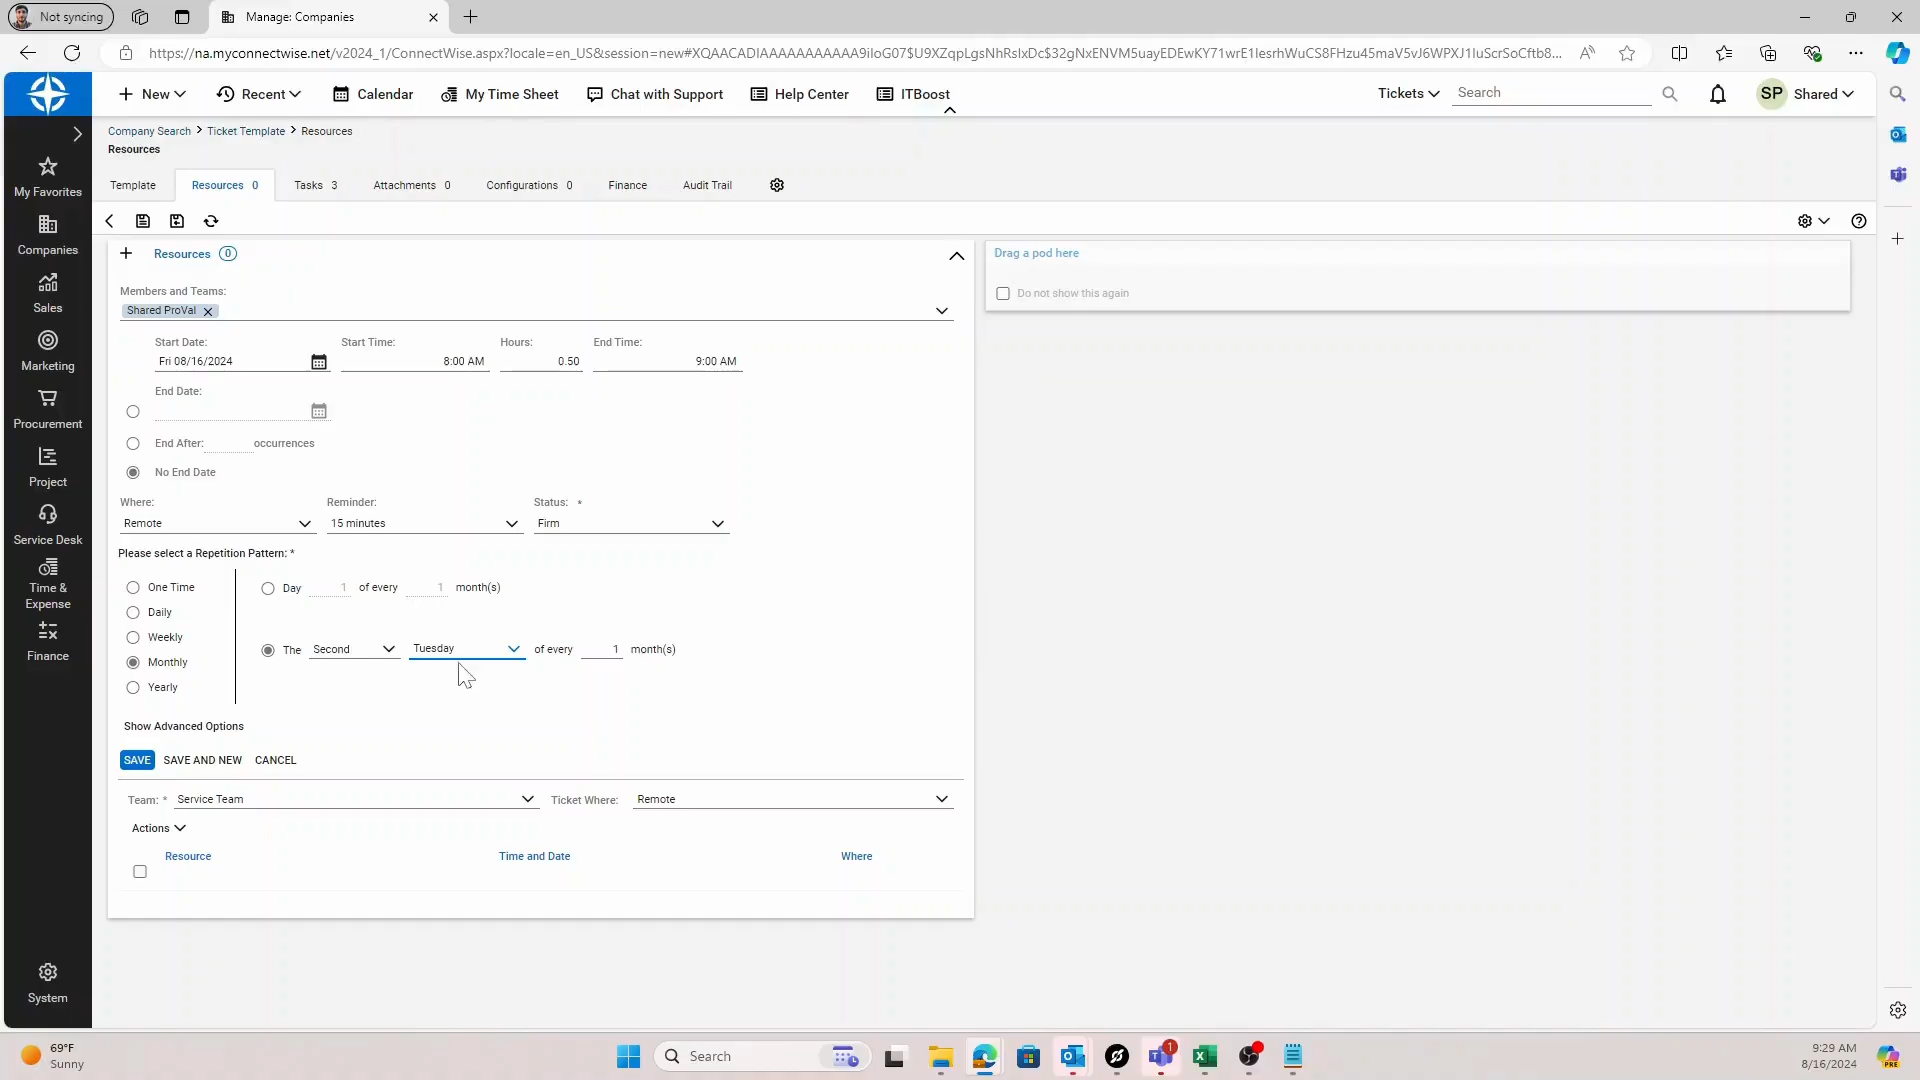 Not syncing
Manage: Companies
https://na.myconnectwise.net/v2024_1/ConnectWise.aspx?locale=en_US&session=new#XQAACADIAAAAAAAAAAA9iIoG07$U9XZqpLgsNhRsIxDc$32gNxENVM5uayEDEwKY71wrE1IesrhWuCS8FHzu45maV5vJ6WPXJ1IuScrSoCftb8...
New
Recent
Calendar
My Time Sheet
Chat with Support
Help Center
ITBoost
Tickets
Search
SP
Shared
Company Search > Ticket Template > Resources
Resources
Template
Resources 0
Tasks 3
Attachments 0
Configurations 0
Finance
Audit Trail
My Favorites
Companies
Sales
Marketing
Procurement
Project
Service Desk
Time &
Expense
Finance
System
Resources 0
Members and Teams:
Shared ProVal
Start Date:
Start Time:
Hours:
End Time:
Fri 08/16/2024
8:00 AM
0.50
9:00 AM
End Date:
End After: occurrences
No End Date
Where:
Reminder:
Status: *
Remote
15 minutes
Firm
Please select a Repetition Pattern: *
One Time
Daily
Weekly
Monthly
Yearly
Day 1 of every 1 month(s)
The Second Tuesday of every 1 month(s)
Show Advanced Options
SAVE SAVE AND NEW CANCEL
Team: * Service Team
Ticket Where: Remote
Actions
Resource
Time and Date
Where
Drag a pod here
Do not show this again
69°F
Sunny
Search
1
PRE
9:29 AM
8/16/2024